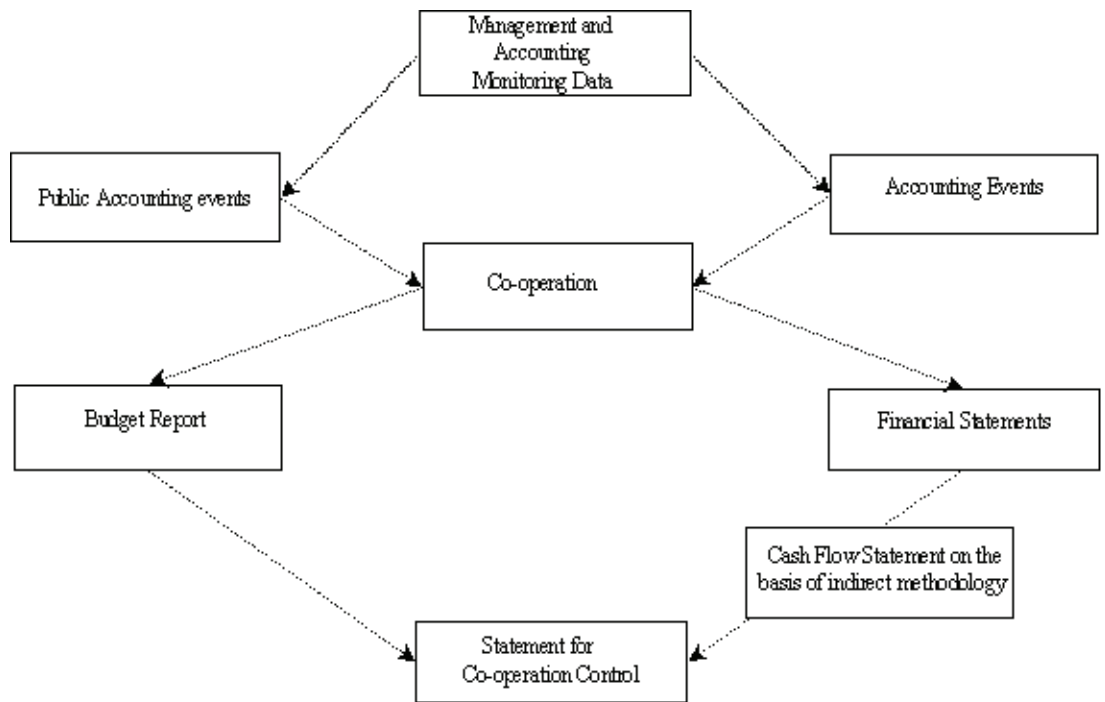 Management and
Accounting
Monitoring Data
Public Accounting events
Accounting Events
Co-operation
Budget Report
Financial Statements
Cash Flow Statement on the
basis of indirect methodology
Statement for
Co-operation Control